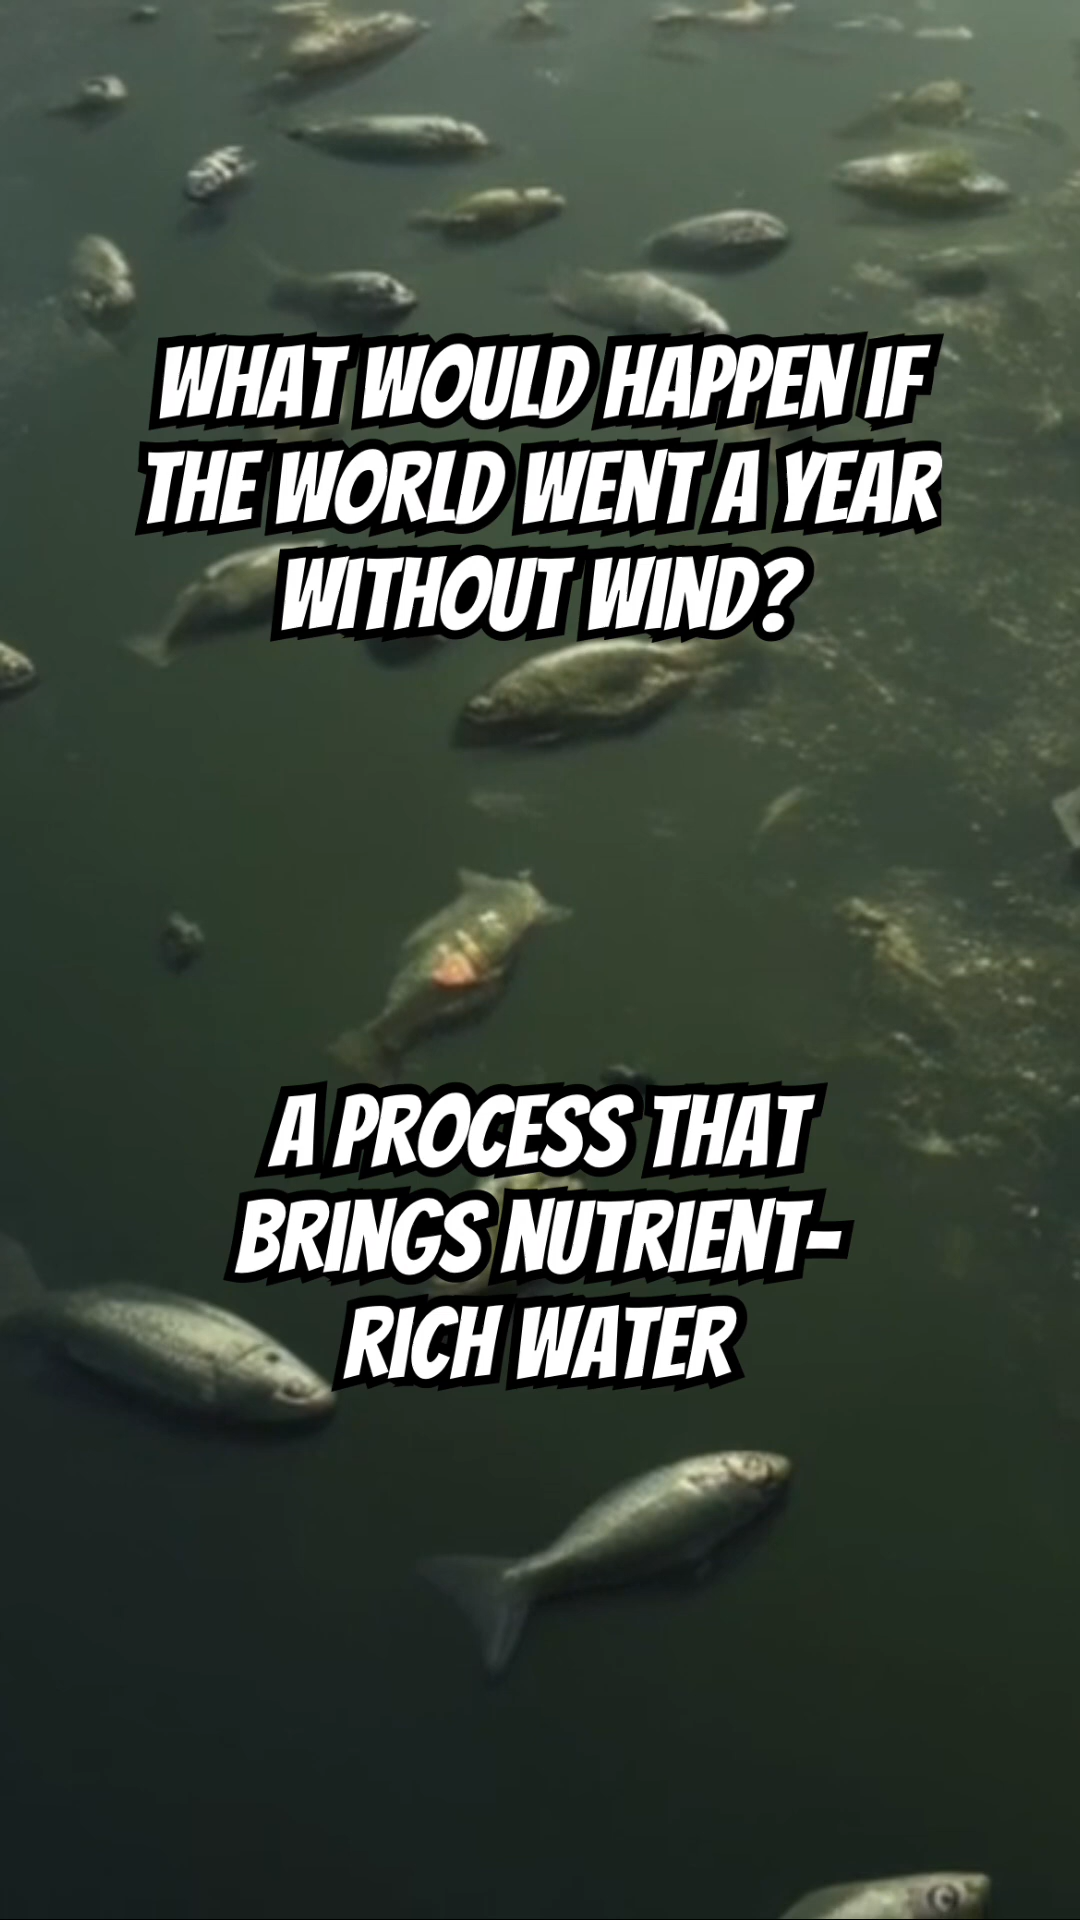 WHAT WOULD HAPPEN IF
THE WORLD WENT A YEAR
WITHOUT WIND?
A PROCESS THAT
BRINGS NUTRIENT-
RICH WATER